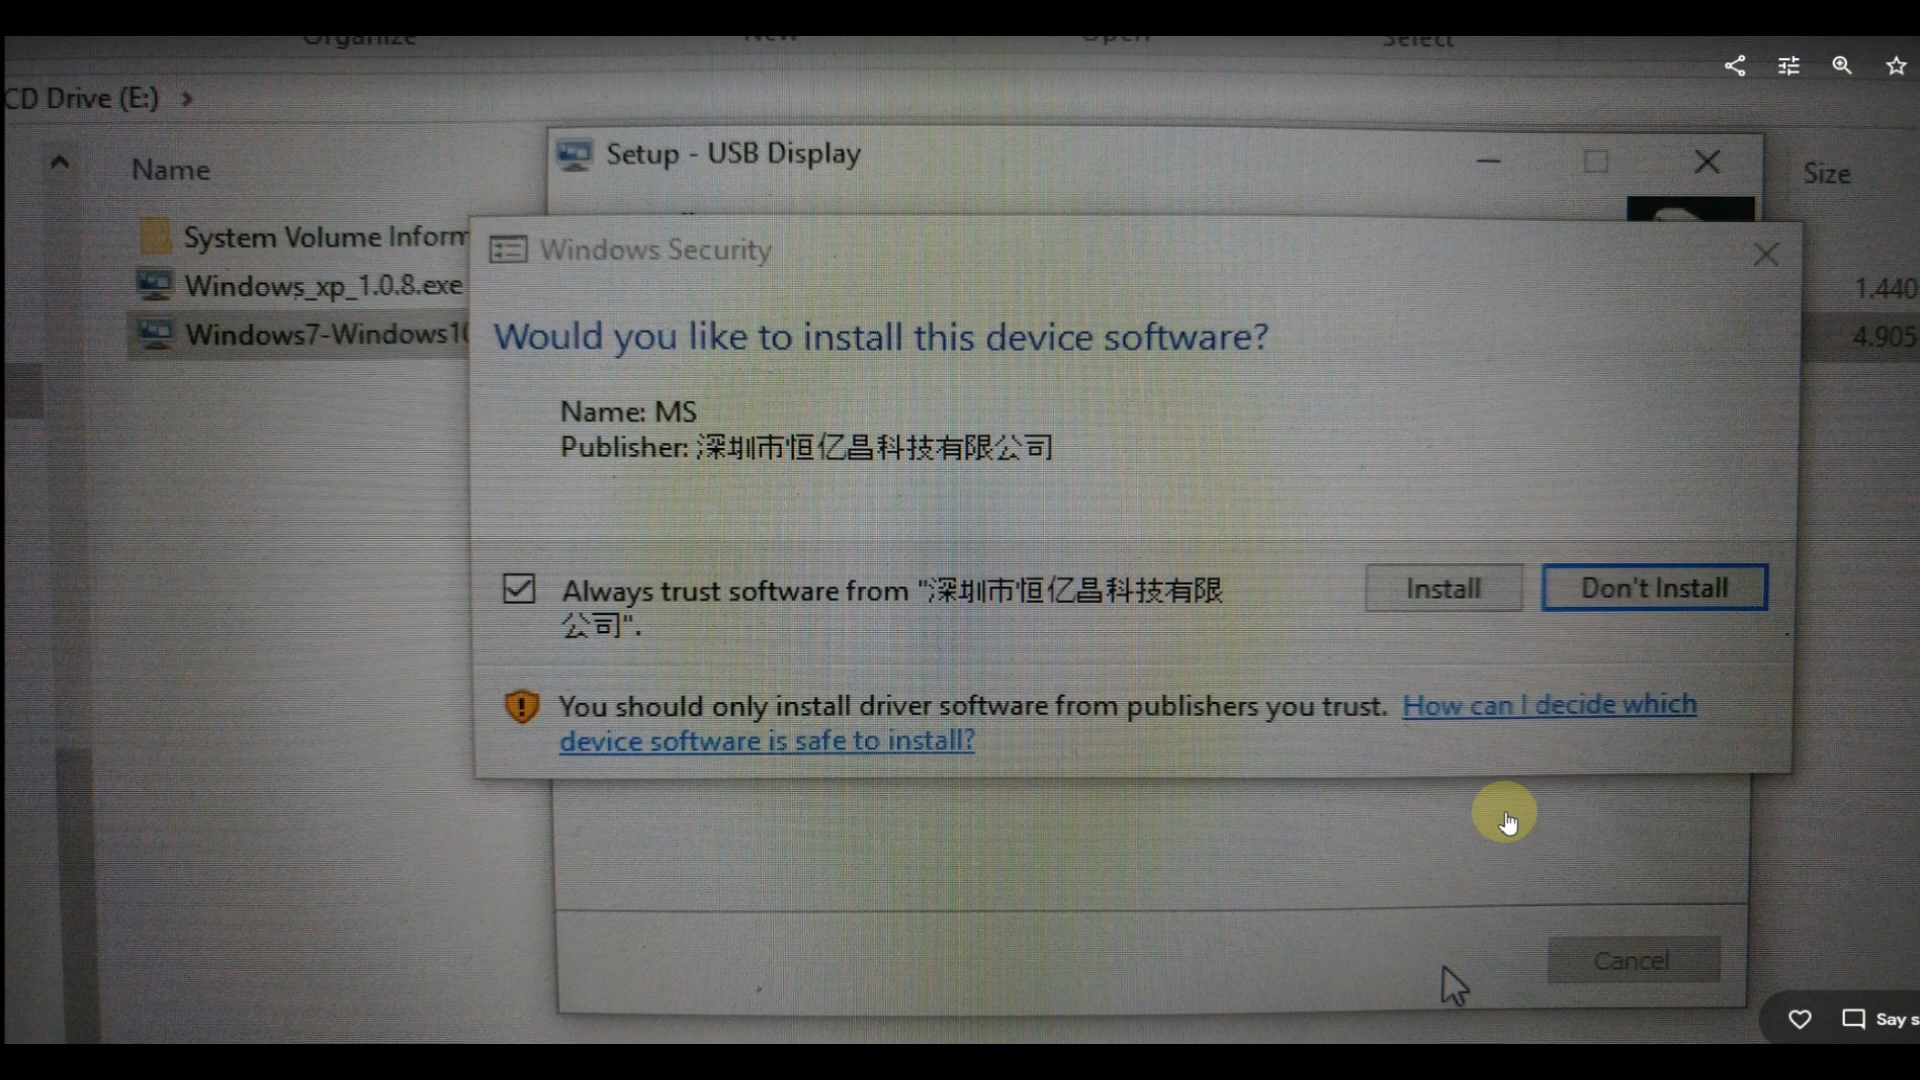 Organize New Open Select
CD Drive (E:) >
Name
Size
Setup - USB Display
System Volume Inform
Windows_xp_1.0.8.exe
1.440
Windows7-Windows10
4.905
Windows Security
Would you like to install this device software?
Name: MS
Publisher: 深圳市恒亿昌科技有限公司
Always trust software from "深圳市恒亿昌科技有限
公司".
Install
Don't Install
You should only install driver software from publishers you trust. How can I decide which
device software is safe to install?
Cancel
Say s